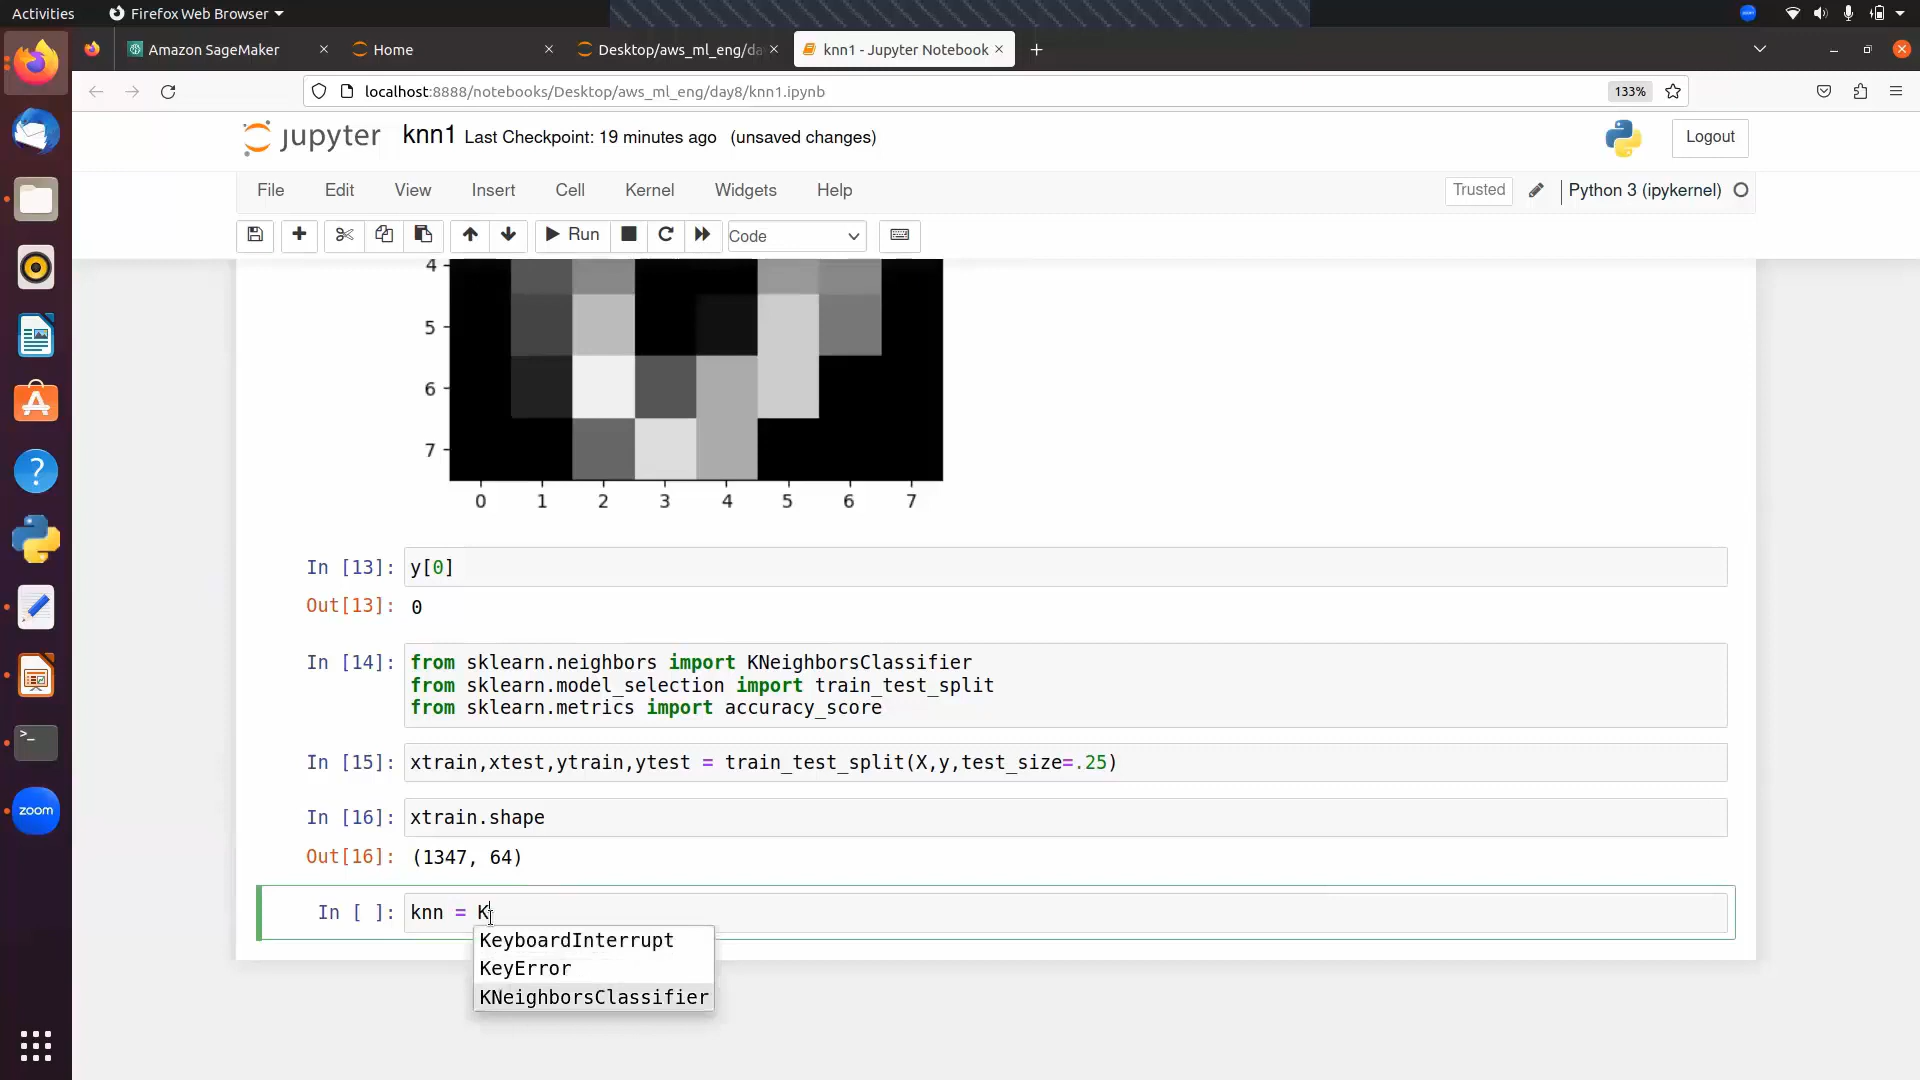 Activities
Firefox Web Browser
Amazon SageMaker
Home
Desktop/aws_ml_eng/da
knn1 - Jupyter Notebook
localhost:8888/notebooks/Desktop/aws_ml_eng/day8/knn1.ipynb
133%
jupyter
knn1 Last Checkpoint: 19 minutes ago (unsaved changes)
Logout
File Edit View Insert Cell Kernel Widgets Help
Trusted
Python 3 (ipykernel)
Run
Code
4
5
6
7
0 1 2 3 4 5 6 7
In [13]: y[0]
Out[13]: 0
In [14]: from sklearn.neighbors import KNeighborsClassifier
from sklearn.model_selection import train_test_split
from sklearn.metrics import accuracy_score
In [15]: xtrain,xtest,ytrain,ytest = train_test_split(X,y,test_size=.25)
In [16]: xtrain.shape
Out[16]: (1347, 64)
In [ ]: knn = K
KeyboardInterrupt
KeyError
KNeighborsClassifier
zoom